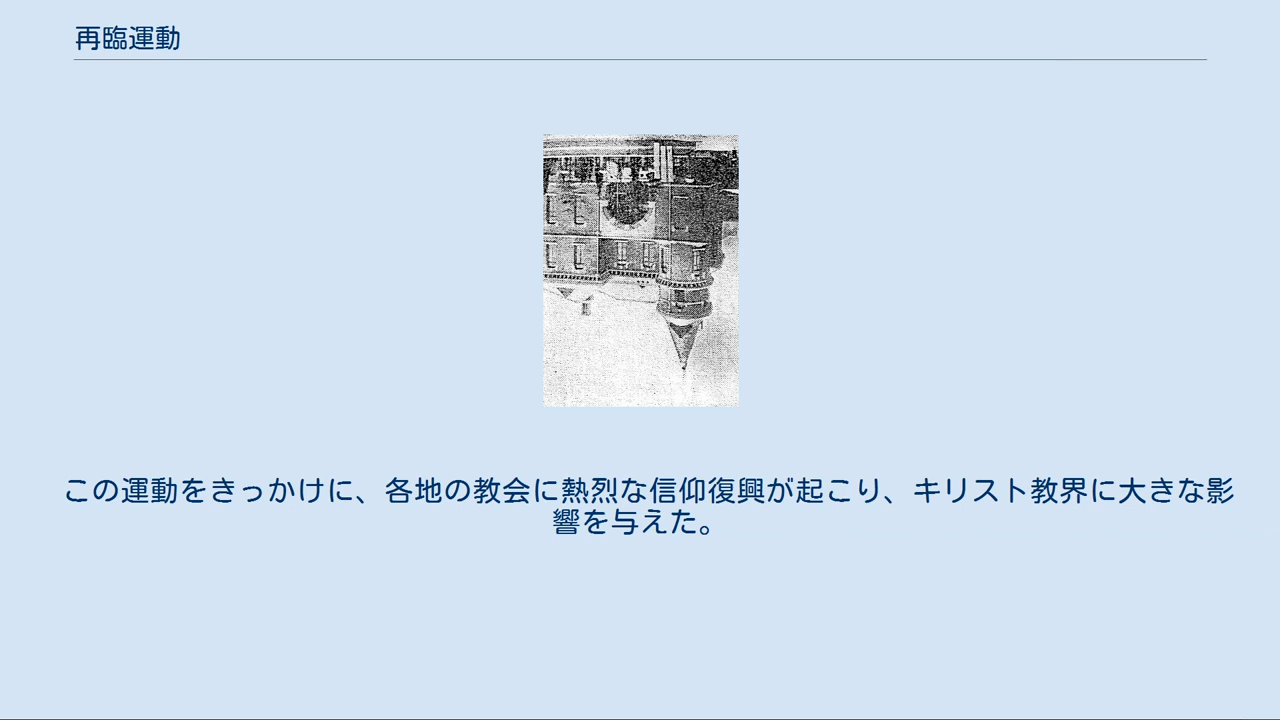 再臨運動
この運動をきっかけに、各地の教会に熱烈な信仰復興が起こり、キリスト教界に大きな影
響を与えた。